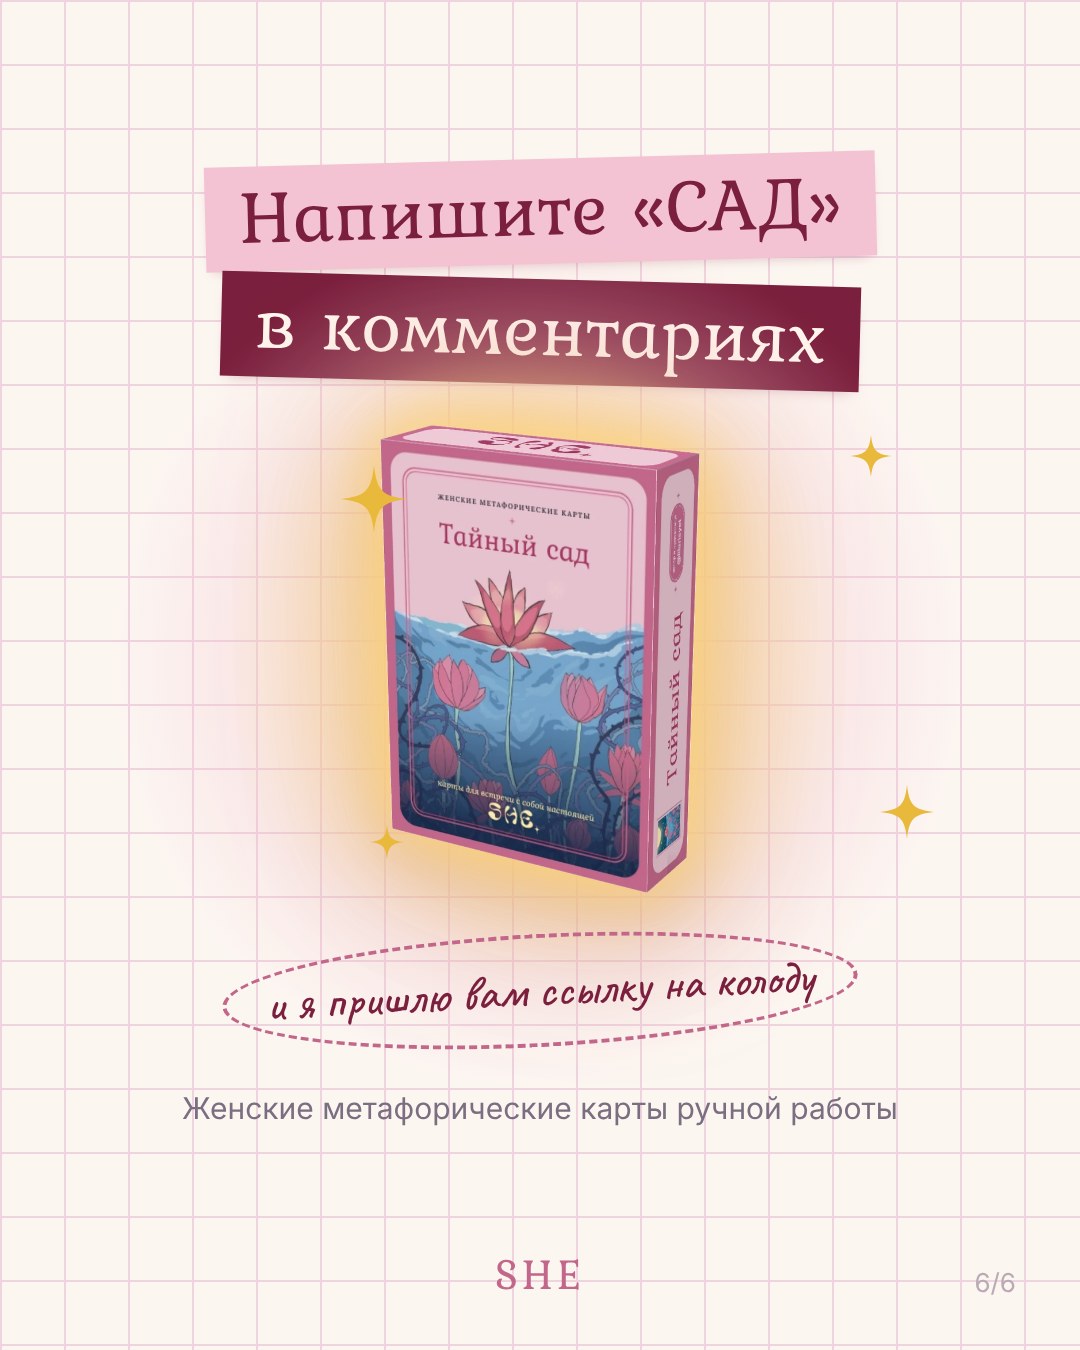 Напишите «САД»
в комментариях
SHE.
ЖЕНСКИЕ МЕТАФОРИЧЕСКИЕ КАРТЫ
Тайный сад
Тайный сад
карты для встречи с собой настоящей
SHE.
и я пришлю вам ссылку на колоду
Женские метафорические карты ручной работы
SHE
6/6